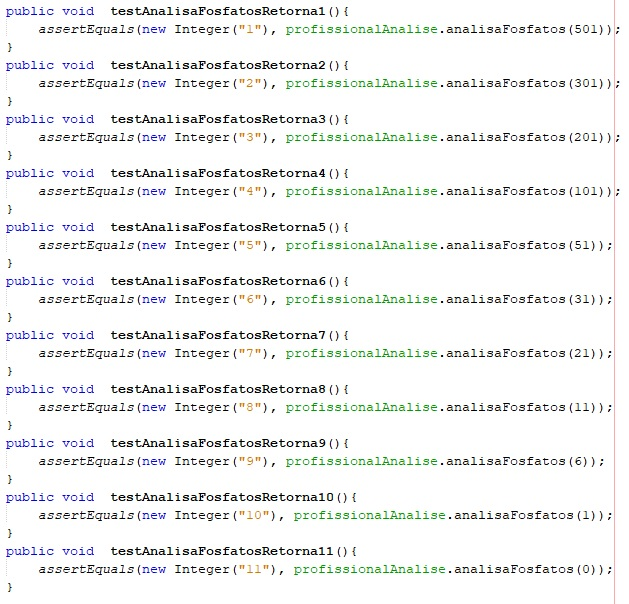 public void  testAnalisaFosfatosRetorna1(){
    assertEquals(new Integer("1"), profissionalAnalise.analisaFosfatos(501));
}
public void  testAnalisaFosfatosRetorna2(){
    assertEquals(new Integer("2"), profissionalAnalise.analisaFosfatos(301));
}
public void  testAnalisaFosfatosRetorna3(){
    assertEquals(new Integer("3"), profissionalAnalise.analisaFosfatos(201));
}
public void  testAnalisaFosfatosRetorna4(){
    assertEquals(new Integer("4"), profissionalAnalise.analisaFosfatos(101));
}
public void  testAnalisaFosfatosRetorna5(){
    assertEquals(new Integer("5"), profissionalAnalise.analisaFosfatos(51));
}
public void  testAnalisaFosfatosRetorna6(){
    assertEquals(new Integer("6"), profissionalAnalise.analisaFosfatos(31));
}
public void  testAnalisaFosfatosRetorna7(){
    assertEquals(new Integer("7"), profissionalAnalise.analisaFosfatos(21));
}
public void  testAnalisaFosfatosRetorna8(){
    assertEquals(new Integer("8"), profissionalAnalise.analisaFosfatos(11));
}
public void  testAnalisaFosfatosRetorna9(){
    assertEquals(new Integer("9"), profissionalAnalise.analisaFosfatos(6));
}
public void  testAnalisaFosfatosRetorna10(){
    assertEquals(new Integer("10"), profissionalAnalise.analisaFosfatos(1));
}
public void  testAnalisaFosfatosRetorna11(){
    assertEquals(new Integer("11"), profissionalAnalise.analisaFosfatos(0));
}